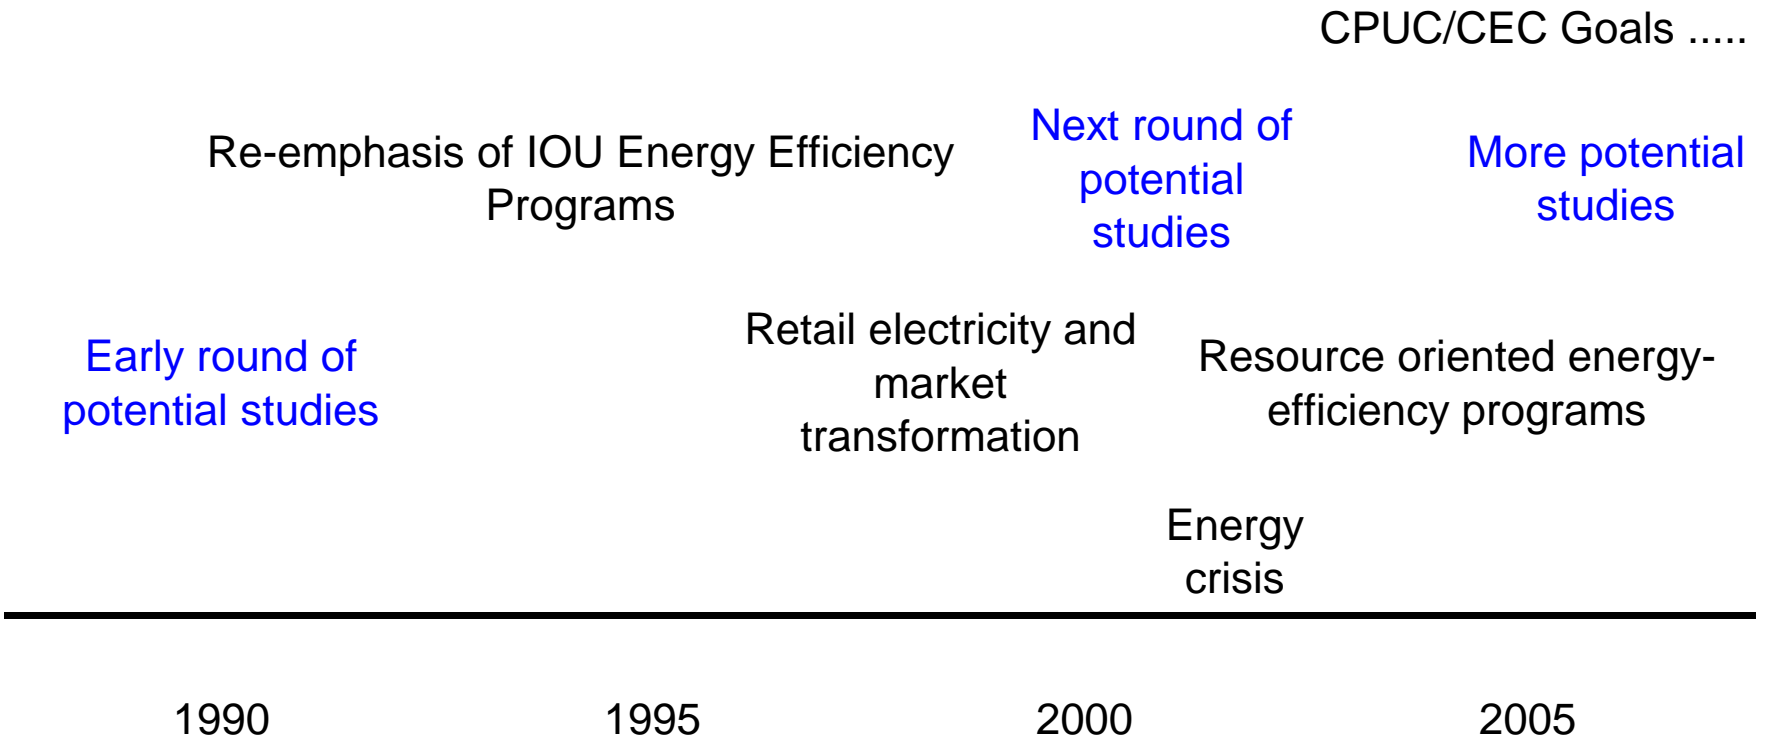 CPUC/CEC Goals .....
Re-emphasis of IOU Energy Efficiency
Programs
Next round of
potential
studies
More potential
studies
Early round of
potential studies
Retail electricity and
market
transformation
Resource oriented energy-
efficiency programs
Energy
crisis
1990
1995
2000
2005